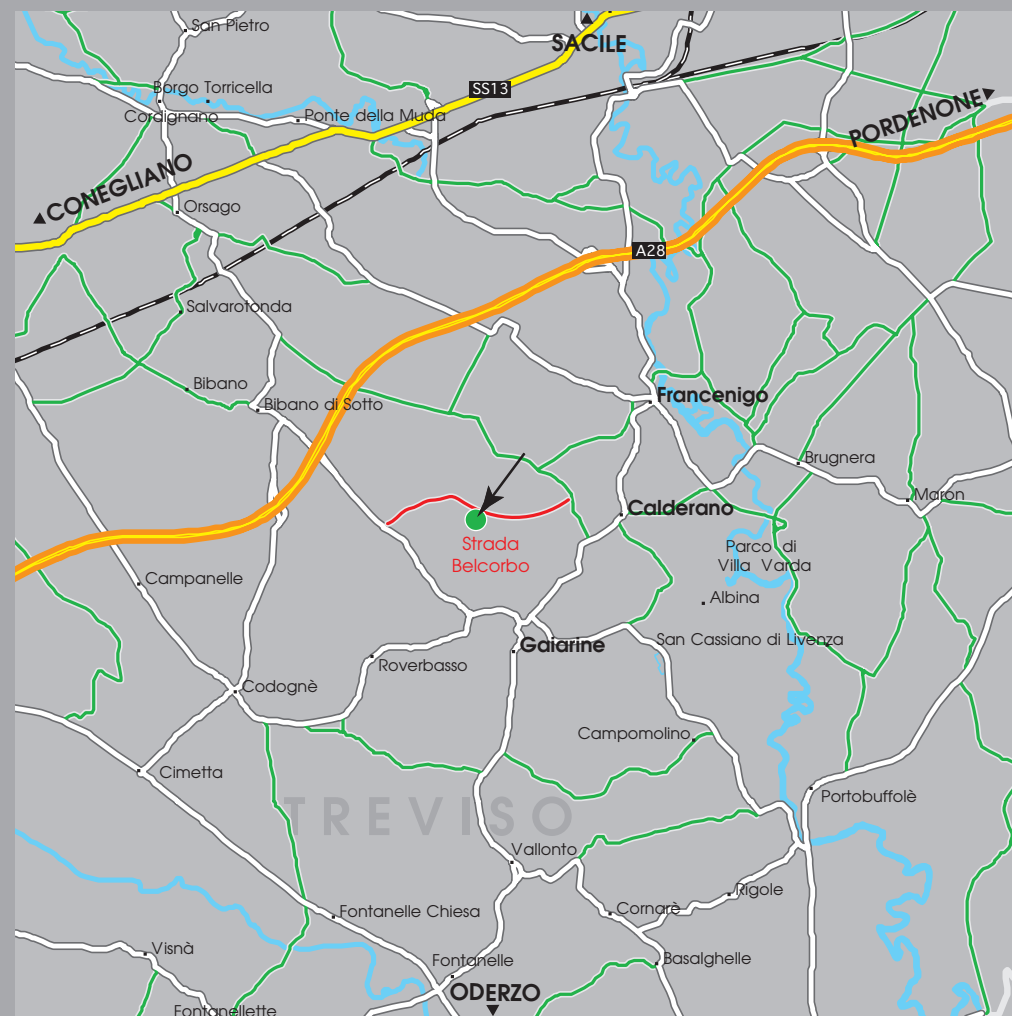 San Pietro
SACILE
SS13
Borgo Torricella
Cordignano
Ponte della Muda
PORDENONE
CONEGLIANO
Orsago
A28
Salvarotonda
Bibano
Bibano di Sotto
Francenigo
Brugnera
Maron
Calderano
Strada
Belcorbo
Parco di
Villa Varda
Campanelle
Albina
Gaiarine
San Cassiano di Livenza
Roverbasso
Codognè
Campomolino
Cimetta
Portobuffolè
TREVISO
Vallonto
Rigole
Fontanelle Chiesa
Cornarè
Visnà
Fontanelle
Basalghelle
ODERZO
Fontanellette